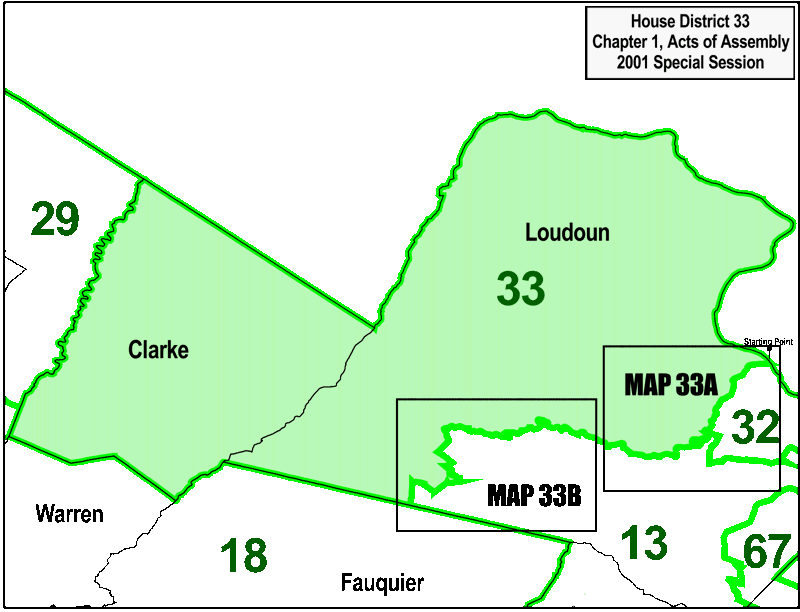 House District 33
Chapter 1, Acts of Assembly
2001 Special Session
29
Loudoun
33
Clarke
Starting Point
MAP 33A
32
MAP 33B
Warren
18
13
67
Fauquier